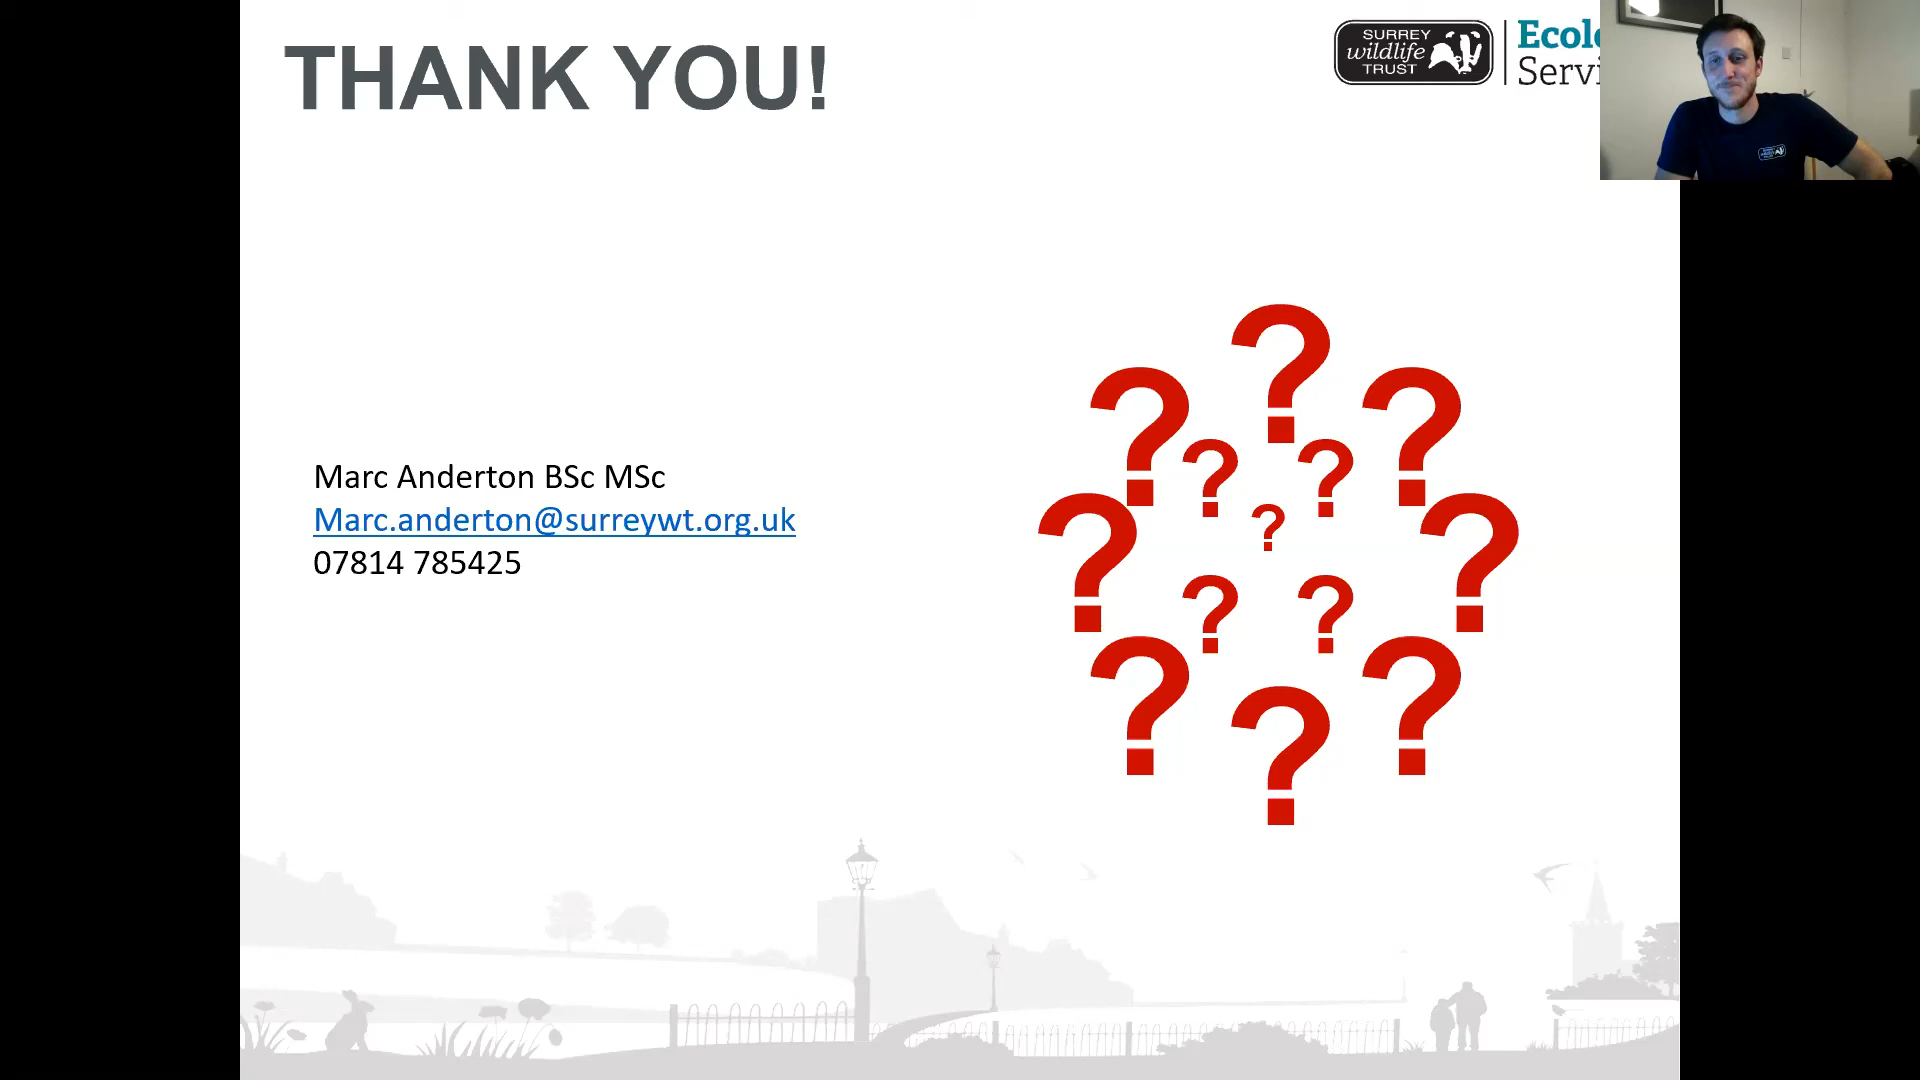 THANK YOU!
SURREY
wildlife
TRUST
Marc Anderton BSc MSc
Marc.anderton@surreywt.org.uk
07814 785425
? ? ? ? ? ? ? ? ? ? ? ? ?